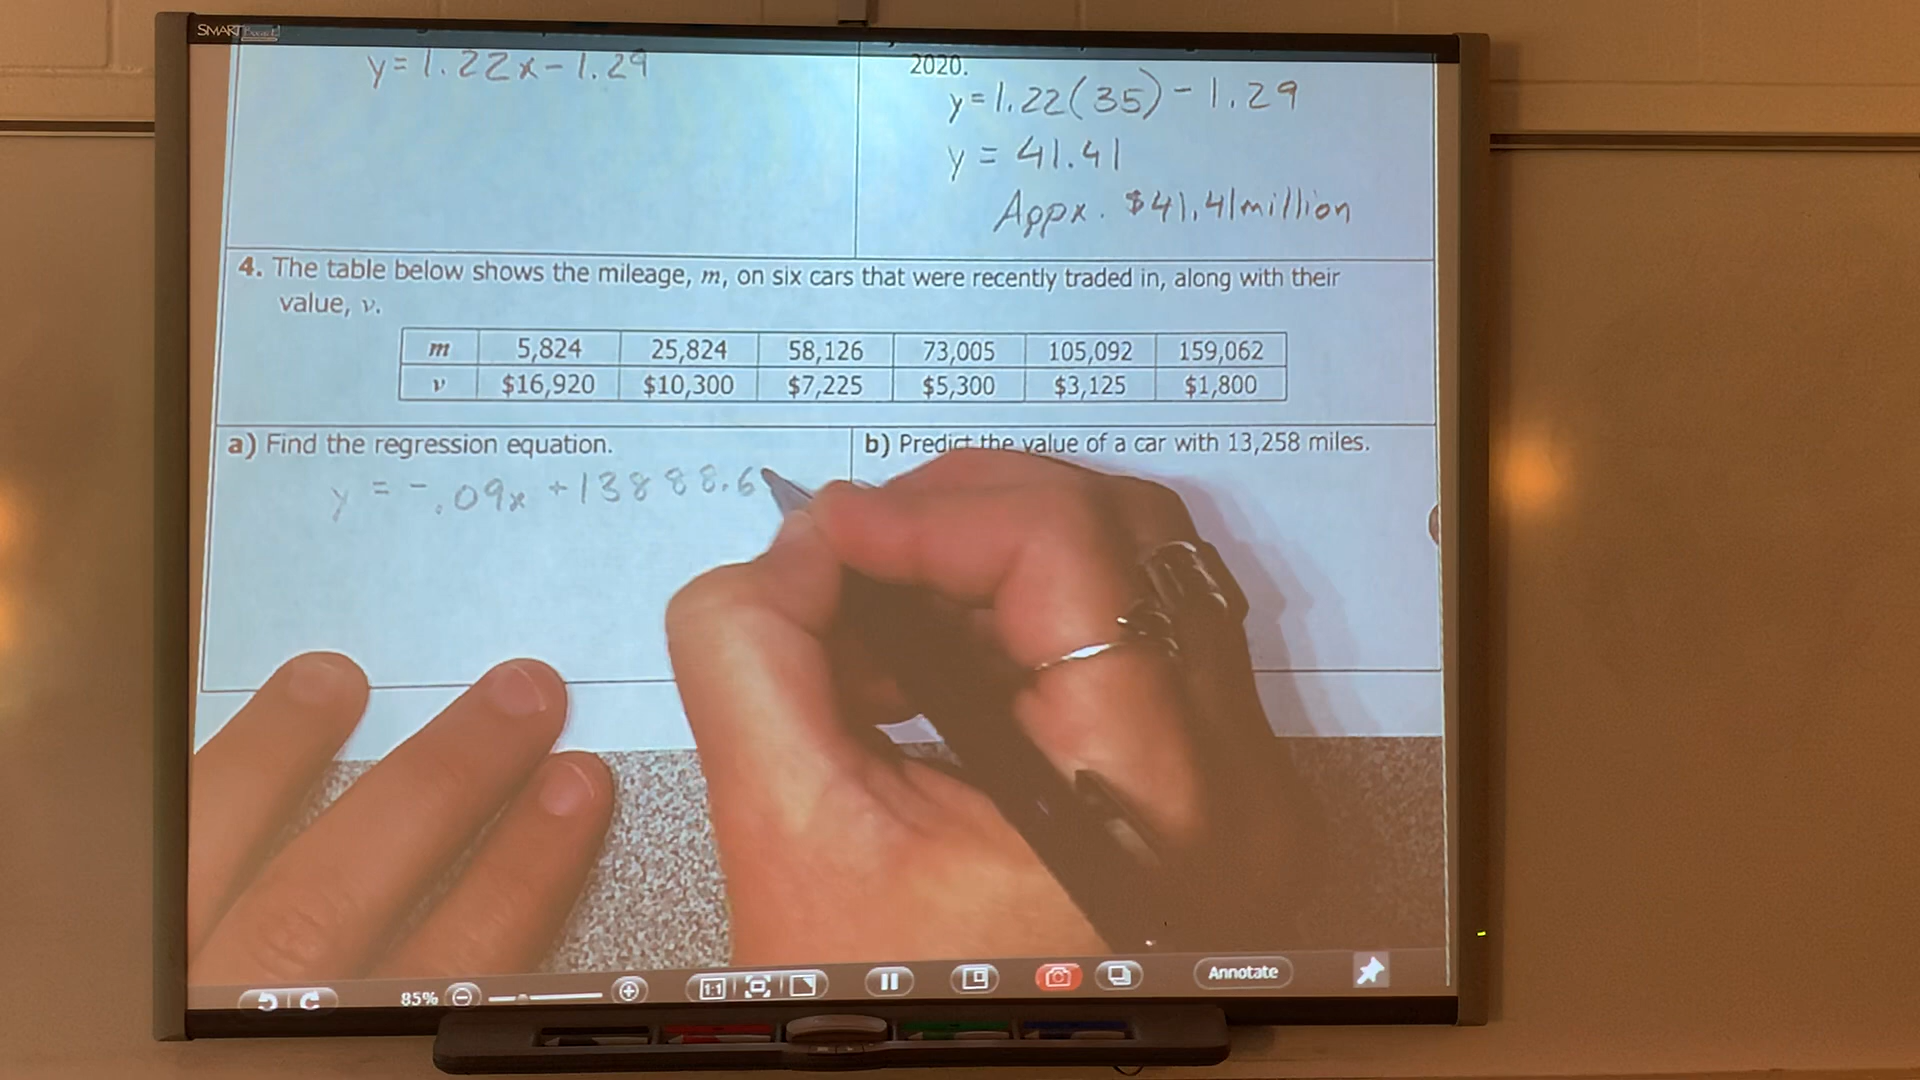 SMART
y=1.22x-1.29
2020.
y=1.22(35)-1.29
y = 41.41
Appx. $41.41million
4. The table below shows the mileage, m, on six cars that were recently traded in, along with their
value, v.
m 5,824 25,824 58,126 73,005 105,092 159,062
v $16,920 $10,300 $7,225 $5,300 $3,125 $1,800
a) Find the regression equation.
y = -.09x +13888.6
b) Predict the value of a car with 13,258 miles.
85%
1:1
Annotate